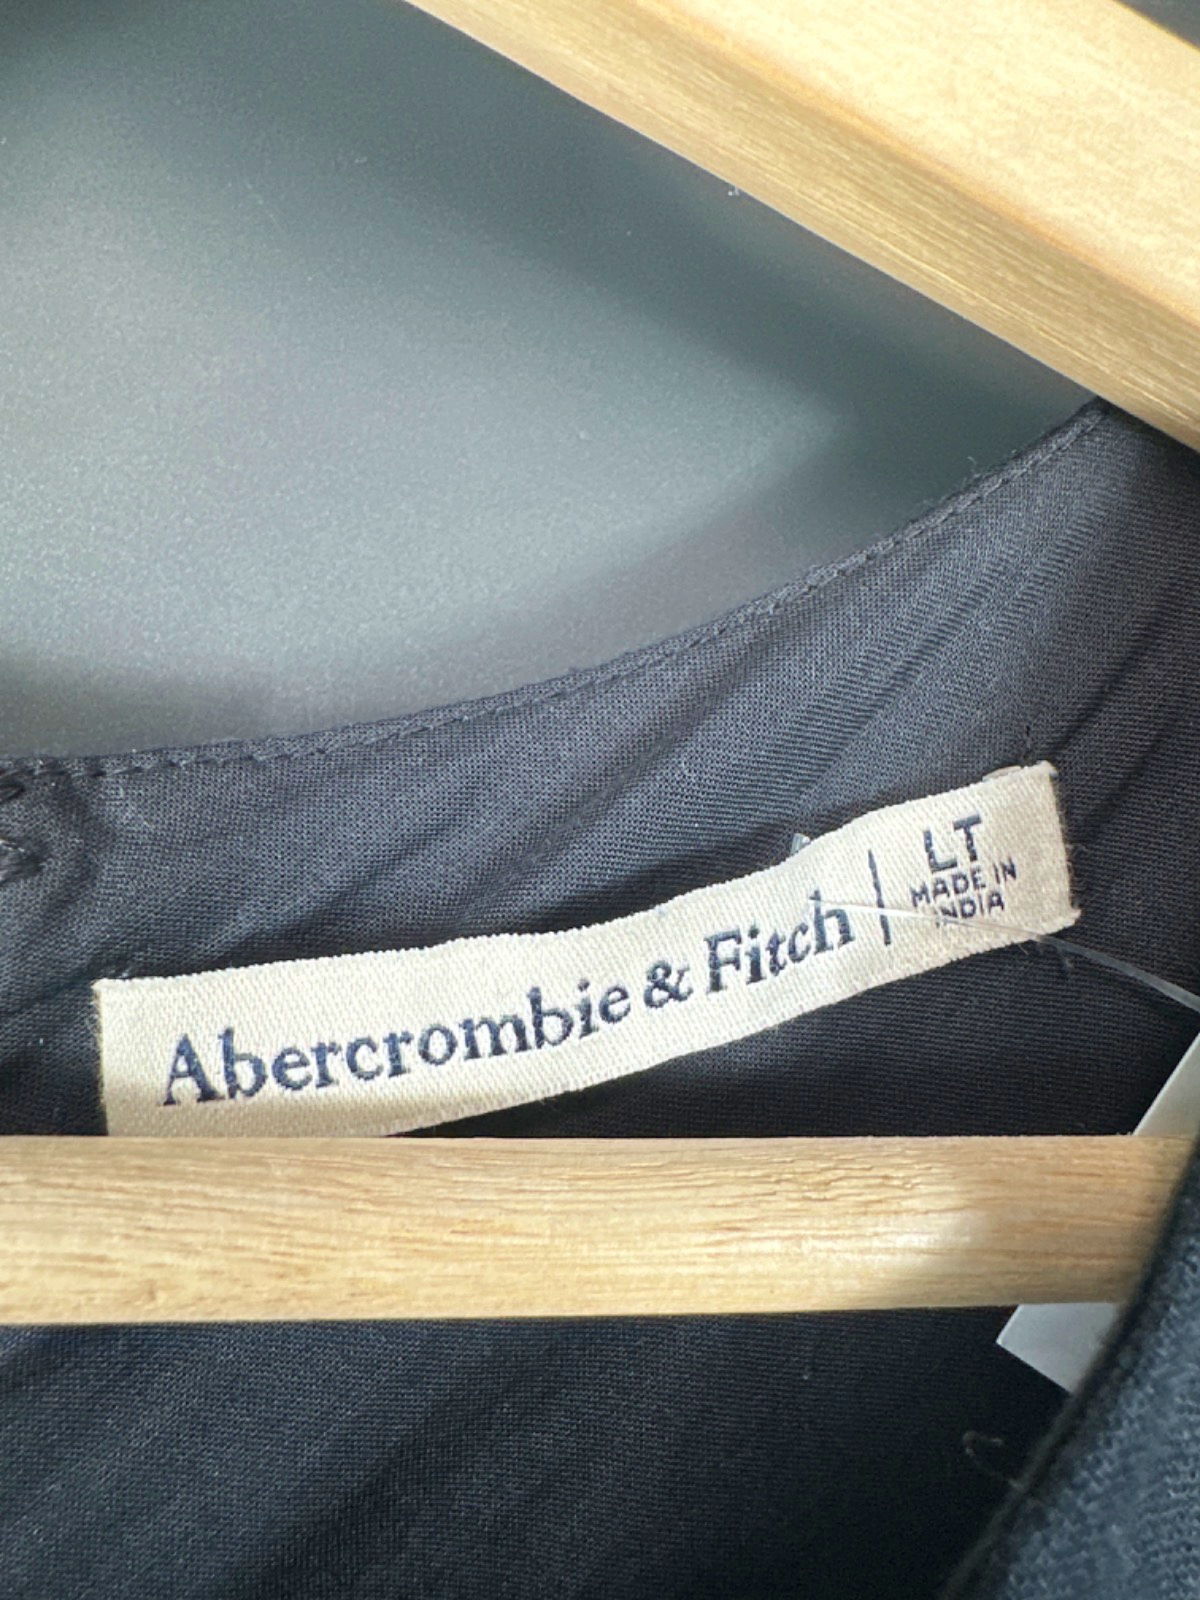 Abercrombie & Fitch
LT
MADE IN
INDIA